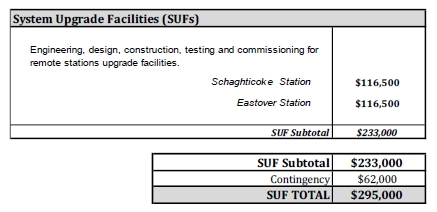 System Upgrade Facilities (SUFs)
Engineering, design, construction, testing and commissioning for
remote stations upgrade facilities.
Schaghticoke Station $116,500
Eastover Station $116,500
SUF Subtotal $233,000
SUF Subtotal $233,000
Contingency $62,000
SUF TOTAL $295,000